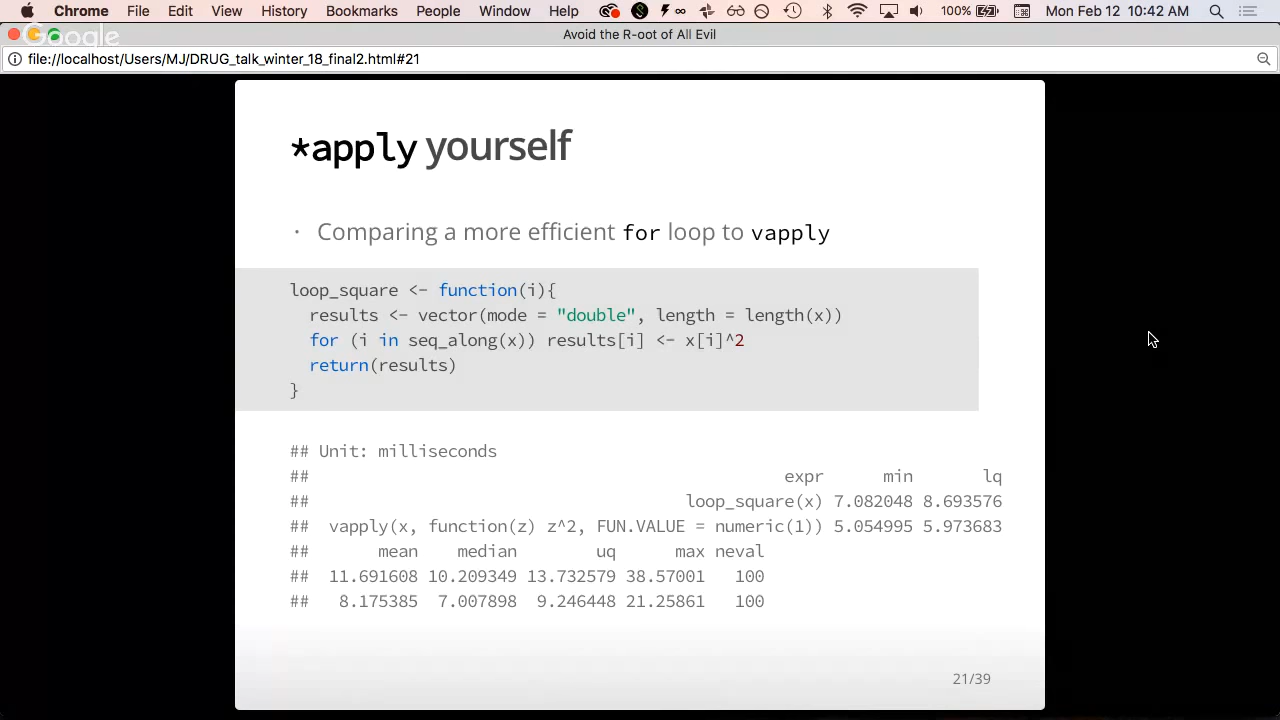 Chrome File Edit View History Bookmarks People Window Help 100% Mon Feb 12 10:42 AM
Google
Avoid the R-oot of All Evil
file://localhost/Users/MJ/DRUG_talk_winter_18_final2.html#21
*apply yourself
· Comparing a more efficient for loop to vapply
loop_square <- function(i){
  results <- vector(mode = "double", length = length(x))
  for (i in seq_along(x)) results[i] <- x[i]^2
  return(results)
}
## Unit: milliseconds
##                                                 expr      min       lq
##                                       loop_square(x) 7.082048 8.693576
##  vapply(x, function(z) z^2, FUN.VALUE = numeric(1)) 5.054995 5.973683
##       mean    median        uq      max neval
##  11.691608 10.209349 13.732579 38.57001   100
##   8.175385  7.007898  9.246448 21.25861   100
21/39